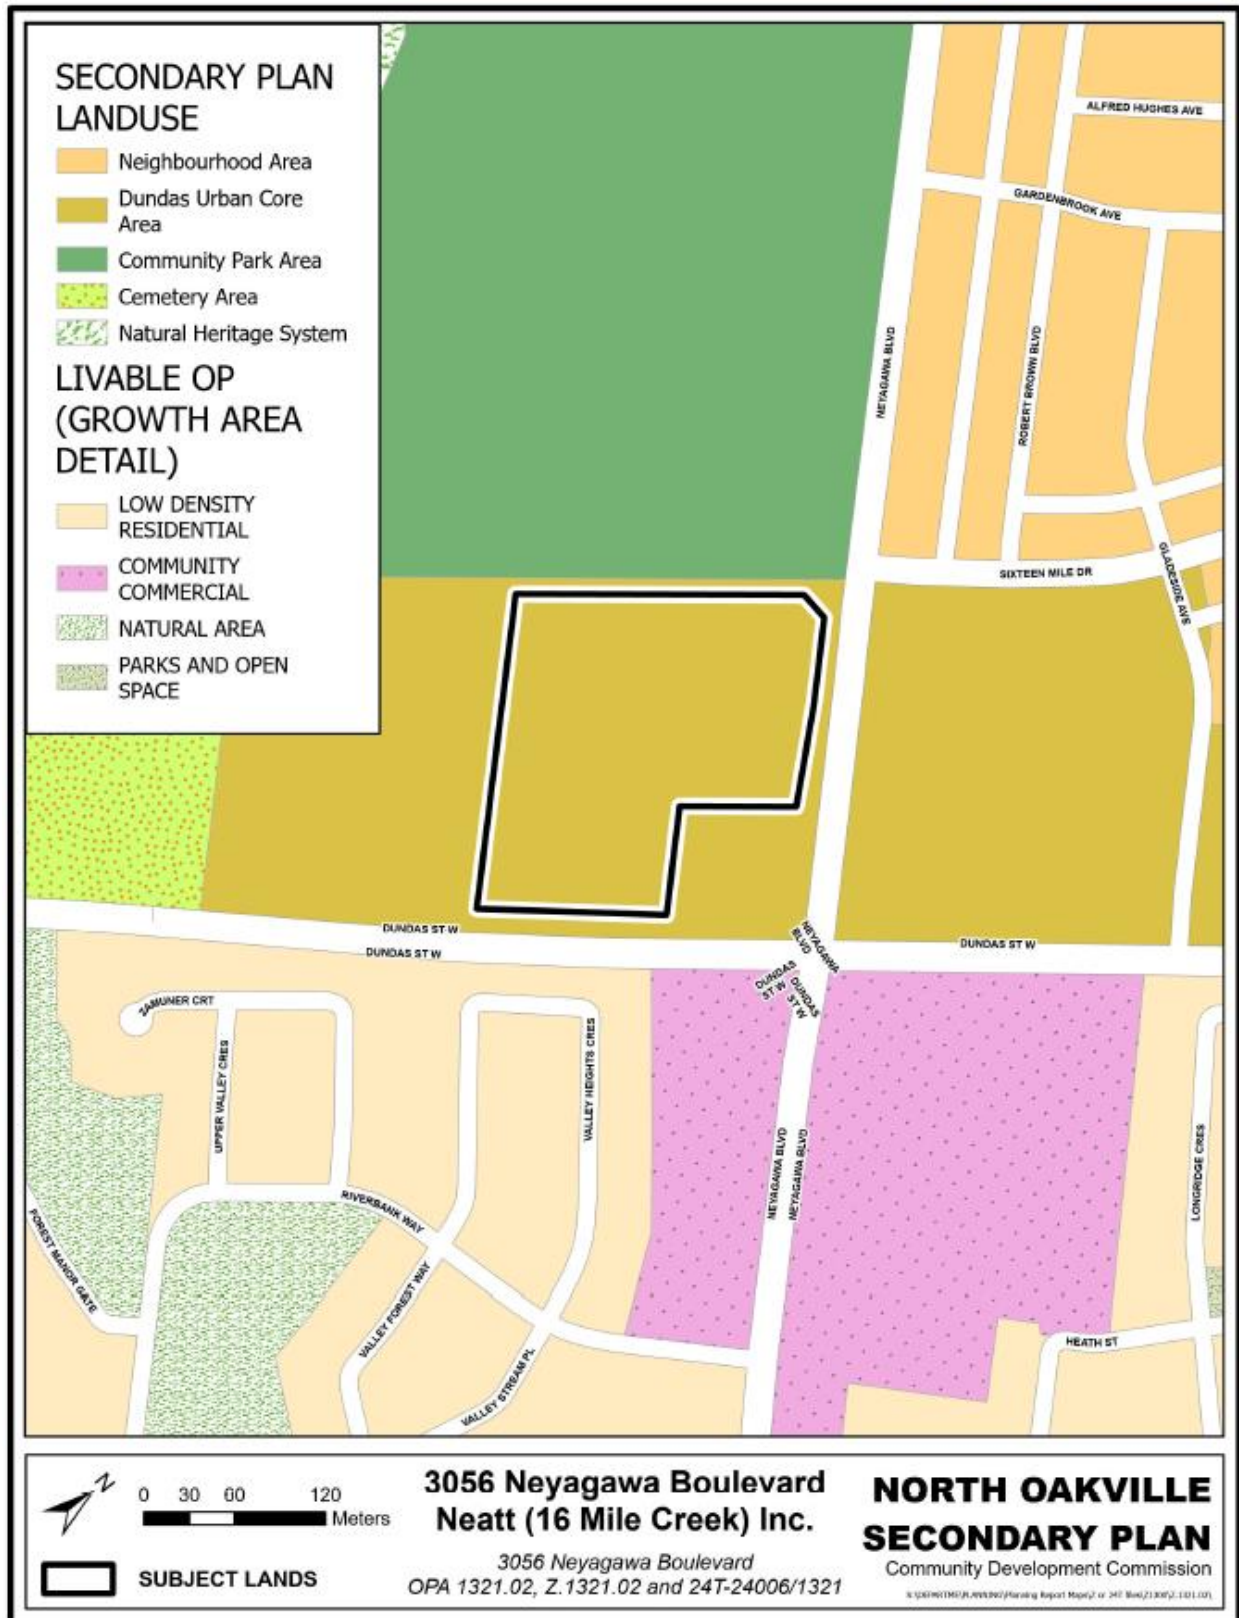 SECONDARY PLAN
LANDUSE
Neighbourhood Area
Dundas Urban Core
Area
Community Park Area
Cemetery Area
Natural Heritage System
LIVABLE OP
(GROWTH AREA
DETAIL)
LOW DENSITY
RESIDENTIAL
COMMUNITY
COMMERCIAL
NATURAL AREA
PARKS AND OPEN
SPACE
ALFRED HUGHES AVE
GARDENBROOK AVE
NEYAGAWA BLVD
ROBERT BROWN BLVD
SIXTEEN MILE DR
GLADESIDE AVE
DUNDAS ST W
DUNDAS ST W
NEYAGAWA
BLVD
DUNDAS ST W
DUNDAS
ST W
DUNDAS
ST W
ZAMUNER CRT
UPPER VALLEY CRES
VALLEY HEIGHTS CRES
NEYAGAWA BLVD
NEYAGAWA BLVD
LONGRIDGE CRES
RIVERBANK WAY
FOREST MANOR GATE
VALLEY FOREST WAY
VALLEY STREAM PL
HEATH ST
N
0 30 60 120
Meters
SUBJECT LANDS
3056 Neyagawa Boulevard
Neatt (16 Mile Creek) Inc.
3056 Neyagawa Boulevard
OPA 1321.02, Z.1321.02 and 24T-24006/1321
NORTH OAKVILLE
SECONDARY PLAN
Community Development Commission